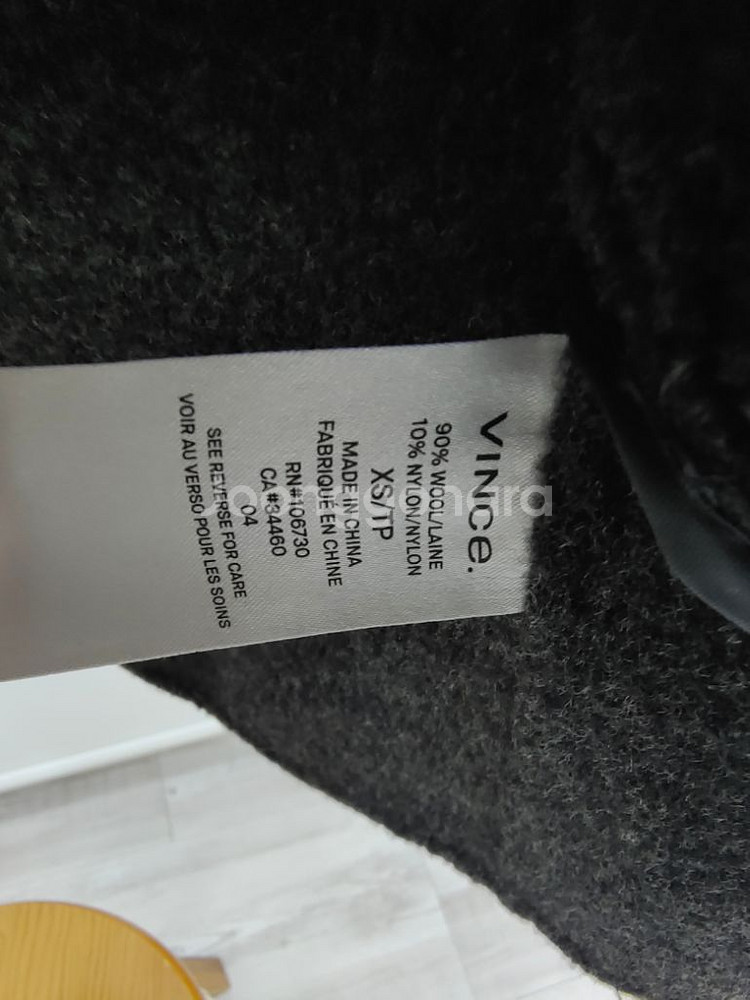 VINCE.
90% WOOL/LAINE
10% NYLON/NYLON
XS/TP
MADE IN CHINA
FABRIQUÉ EN CHINE
RN#106730
CA#34460
04
SEE REVERSE FOR CARE
VOIR AU VERSO POUR LES SOINS